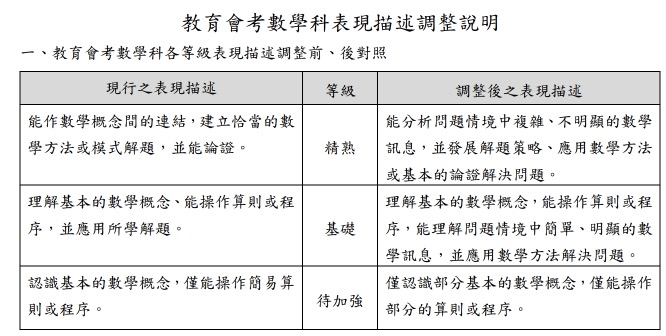 教育會考數學科表現描述調整說明
一、教育會考數學科各等級表現描述調整前、後對照
現行之表現描述
等級
調整後之表現描述
能作數學概念間的連結，建立恰當的數
學方法或模式解題，並能論證。
精熟
能分析問題情境中複雜、不明顯的數學
訊息，並發展解題策略、應用數學方法
或基本的論證解決問題。
理解基本的數學概念、能操作算則或程
序，並應用所學解題。
基礎
理解基本的數學概念，能操作算則或程
序，能理解問題情境中簡單、明顯的數
學訊息，並應用數學方法解決問題。
認識基本的數學概念，僅能操作簡易算
則或程序。
待加強
僅認識部分基本的數學概念，僅能操作
部分的算則或程序。